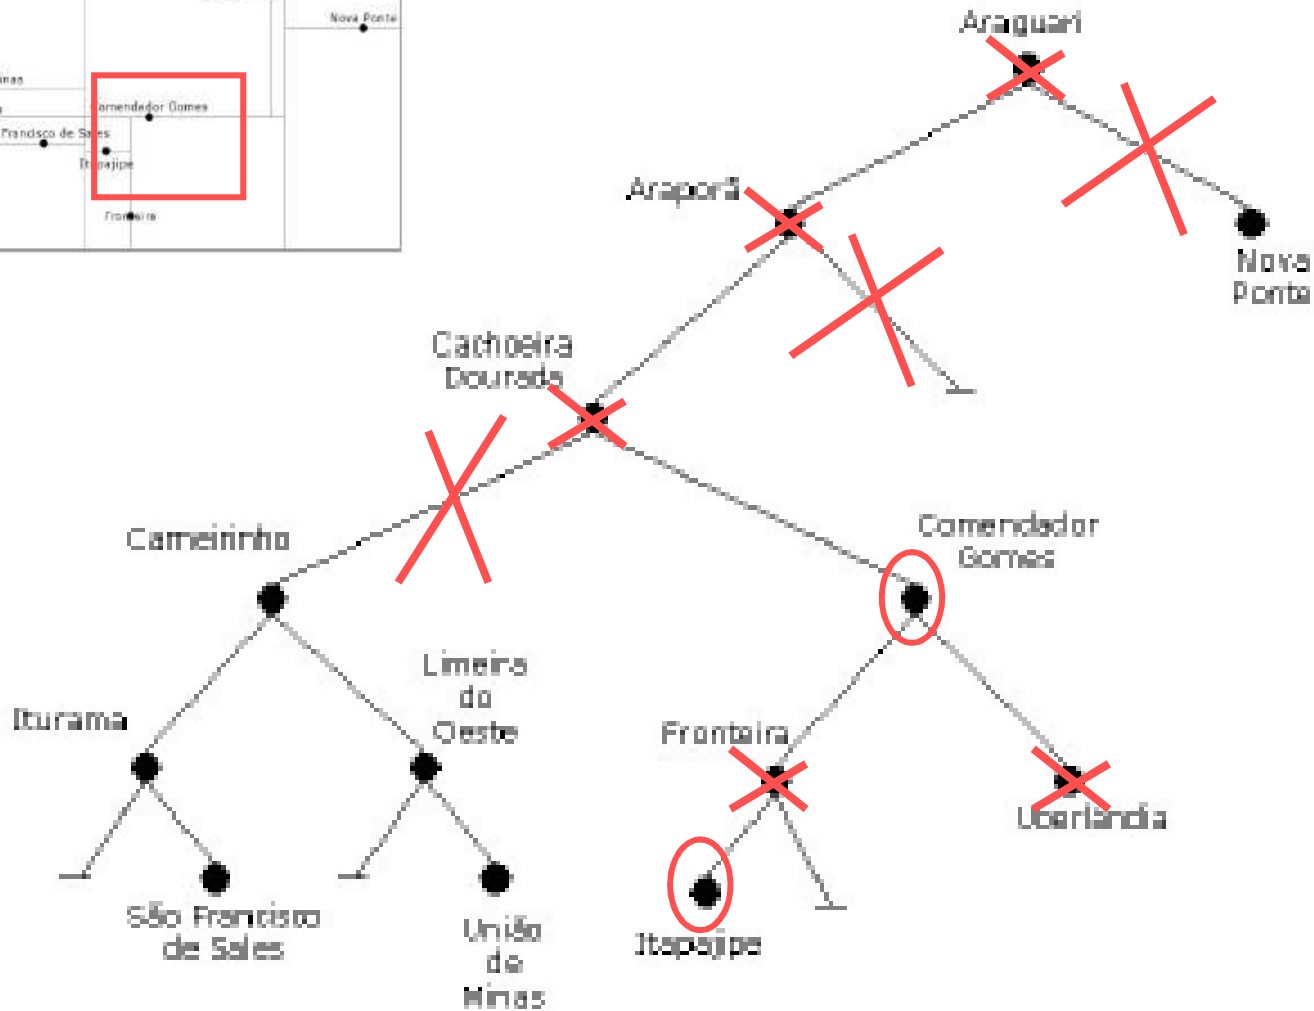 Nova Ponte
Comendador Gomes
Francisco de Sales
Itapajipe
Fronteira
Araguari
Araporã
Nova
Ponte
Cachoeira
Dourada
Carneirinho
Comendador
Gomes
Limeira
do
Oeste
Iturama
Fronteira
Uberlandia
São Francisco
de Sales
União
de
Minas
Itapajipe